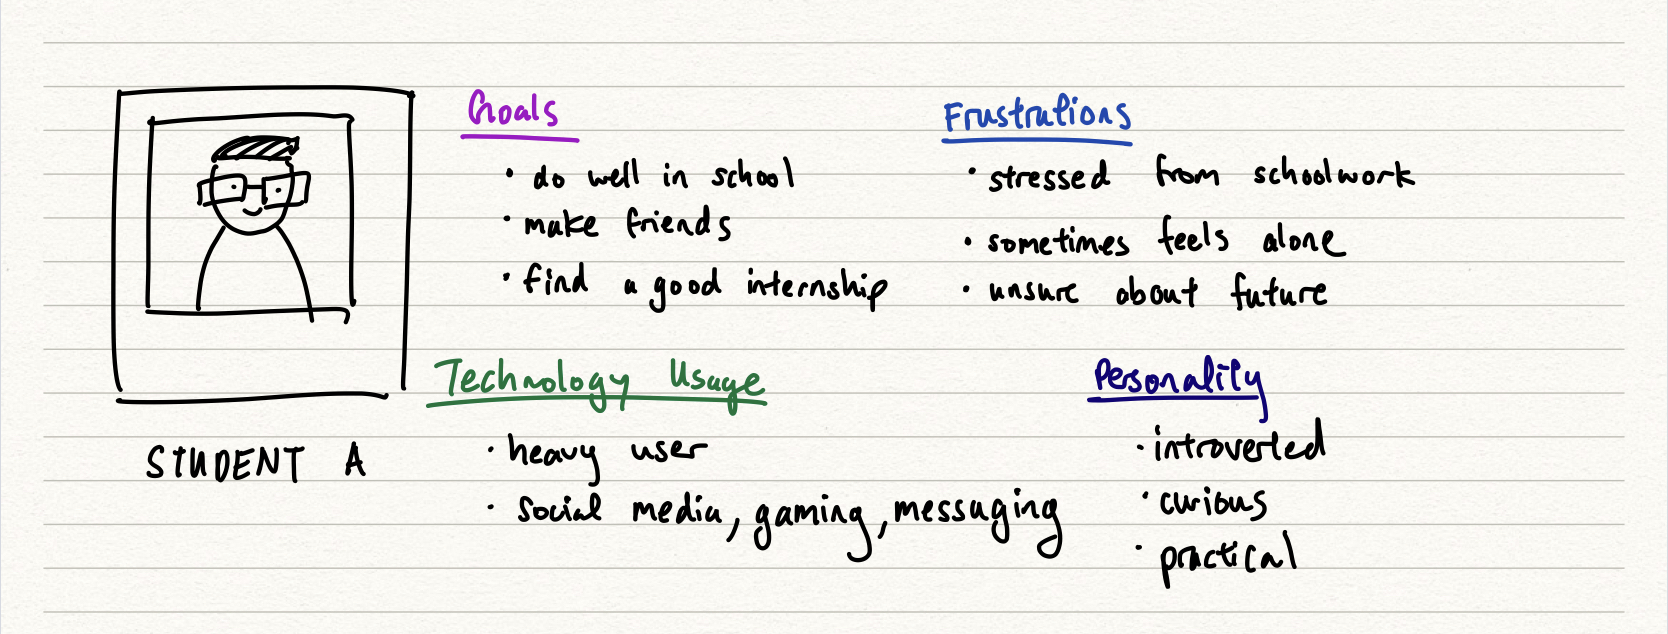 Goals
• do well in school
• make friends
• find a good internship
Frustrations
• stressed from schoolwork
• sometimes feels alone
• unsure about future
Technology Usage
• heavy user
• social media, gaming, messaging
Personality
• introverted
• curious
• practical
STUDENT A